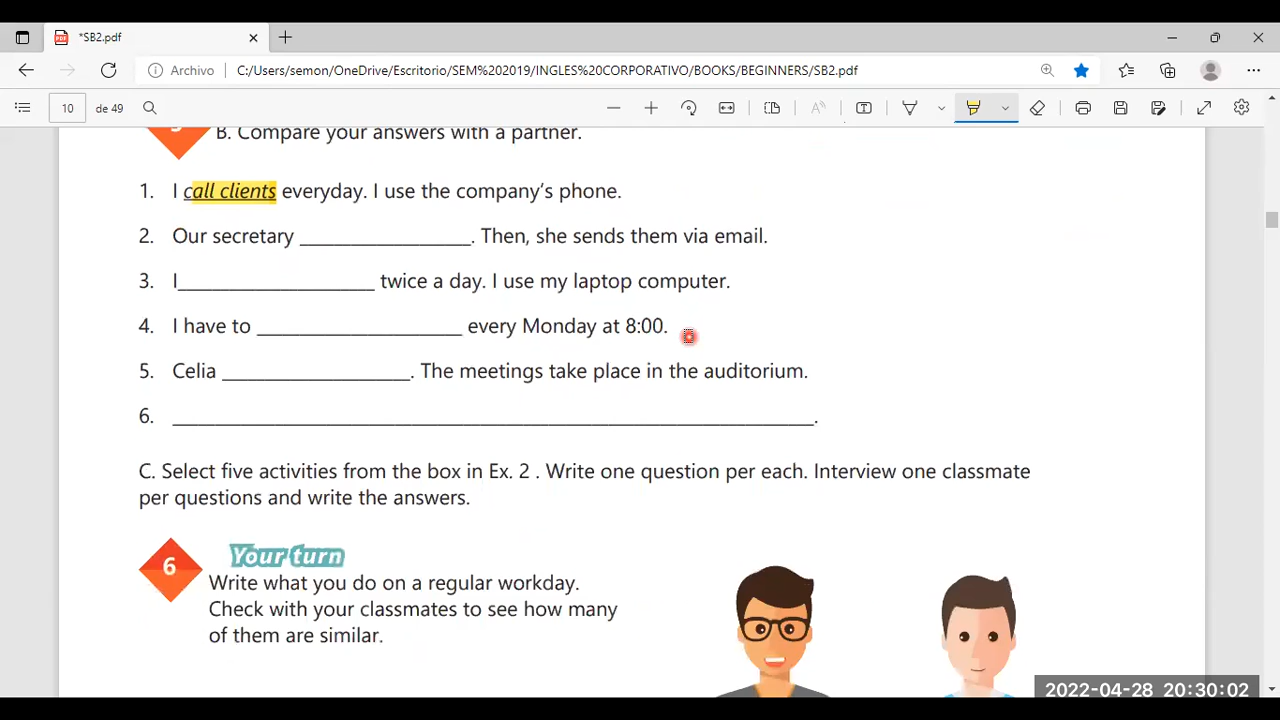 *SB2.pdf
Archivo
C:/Users/semon/OneDrive/Escritorio/SEM%202019/INGLES%20CORPORATIVO/BOOKS/BEGINNERS/SB2.pdf
10 de 49
B. Compare your answers with a partner.
1. I call clients everyday. I use the company's phone.
2. Our secretary __________________. Then, she sends them via email.
3. I____________________ twice a day. I use my laptop computer.
4. I have to _____________________ every Monday at 8:00.
5. Celia ___________________. The meetings take place in the auditorium.
6. _________________________________________________________________.
C. Select five activities from the box in Ex. 2 . Write one question per each. Interview one classmate
per questions and write the answers.
6 Your turn
Write what you do on a regular workday.
Check with your classmates to see how many
of them are similar.
2022-04-28 20:30:02